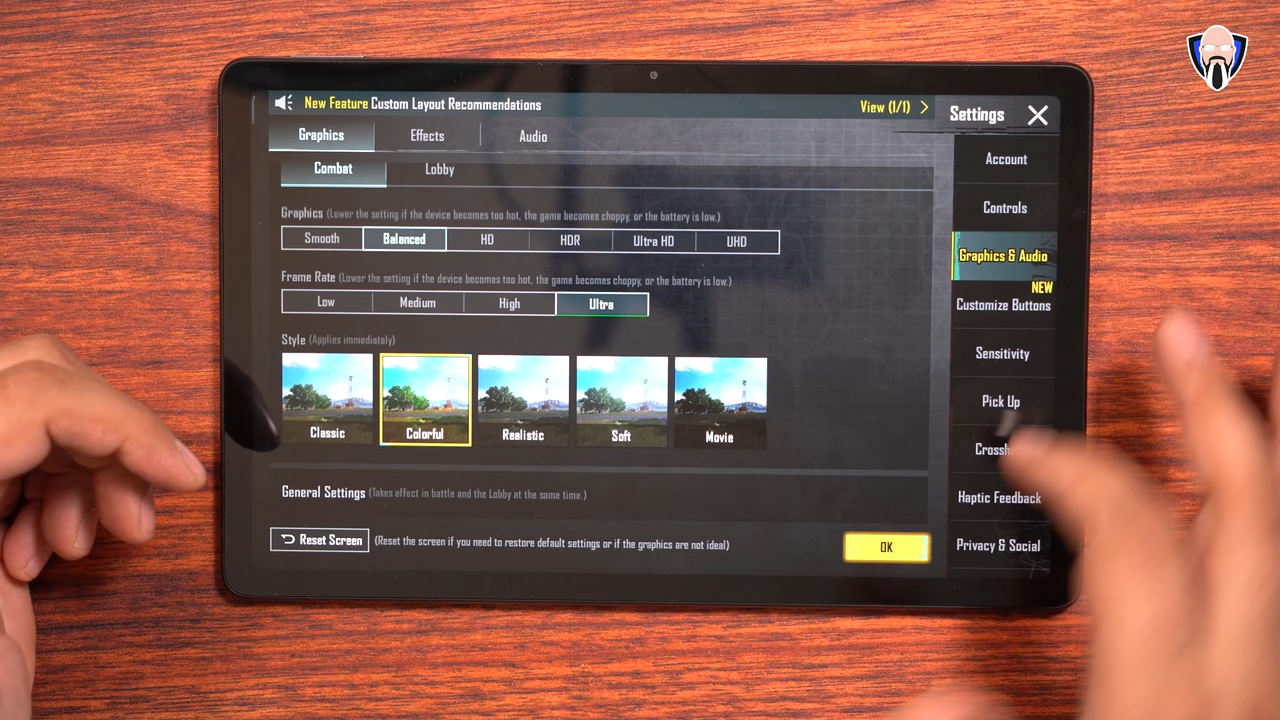 New Feature Custom Layout Recommendations
View (1/1)
Settings
Graphics
Effects
Audio
Combat
Lobby
Graphics (Lower the setting if the device becomes too hot, the game becomes choppy, or the battery is low.)
Smooth
Balanced
HD
HDR
Ultra HD
UHD
Frame Rate (Lower the setting if the device becomes too hot, the game becomes choppy, or the battery is low.)
Low
Medium
High
Ultra
Style (Applies immediately)
Classic
Colorful
Realistic
Soft
Movie
General Settings (Takes effect in battle and the Lobby at the same time.)
Reset Screen (Reset the screen if you need to restore default settings or if the graphics are not ideal)
OK
Account
Controls
Graphics & Audio
NEW
Customize Buttons
Sensitivity
Pick Up
Haptic Feedback
Privacy & Social